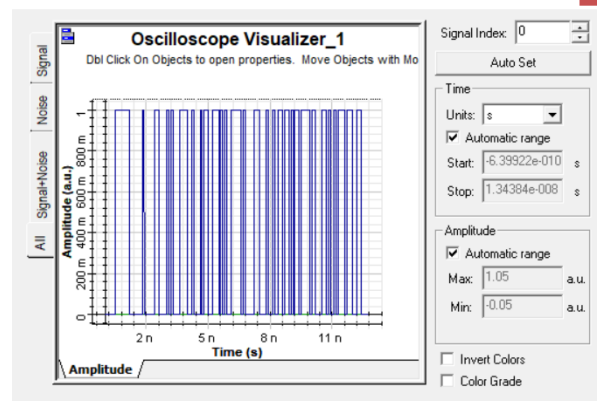 Oscilloscope Visualizer_1
Dbl Click On Objects to open properties. Move Objects with Mo
Signal
Noise
Signal+Noise
All
Amplitude (a.u.)
1
800 m
600 m
400 m
200 m
0
2 n
5 n
8 n
11 n
Time (s)
Amplitude
Signal Index: 0
Auto Set
Time
Units: s
Automatic range
Start: -6.39922e-010 s
Stop: 1.34384e-008 s
Amplitude
Automatic range
Max: 1.05 a.u.
Min: -0.05 a.u.
Invert Colors
Color Grade